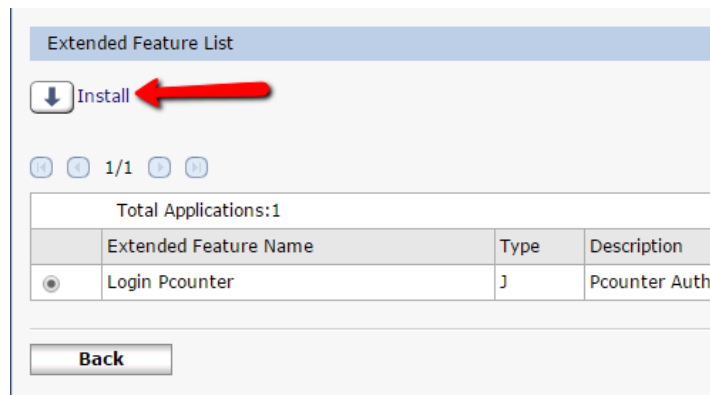 Extended Feature List
Install
1/1
Total Applications:1
Extended Feature Name Type Description
Login Pcounter J Pcounter Auth
Back